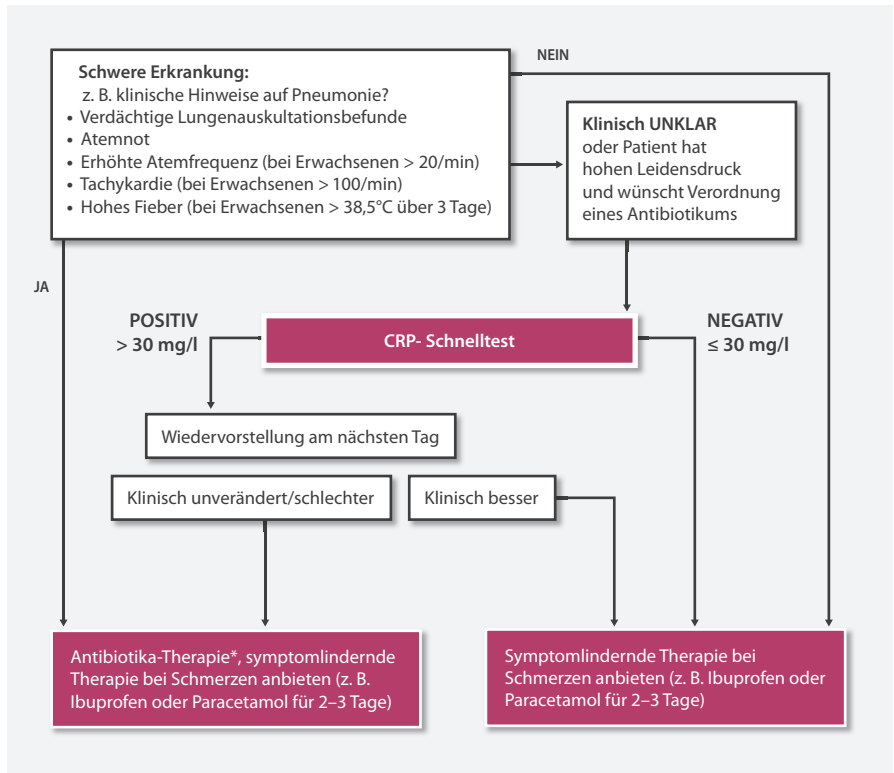 NEIN
Schwere Erkrankung:
z. B. klinische Hinweise auf Pneumonie?
• Verdächtige Lungenauskultationsbefunde
• Atemnot
• Erhöhte Atemfrequenz (bei Erwachsenen > 20/min)
• Tachykardie (bei Erwachsenen > 100/min)
• Hohes Fieber (bei Erwachsenen > 38,5°C über 3 Tage)
Klinisch UNKLAR
oder Patient hat
hohen Leidensdruck
und wünscht Verordnung
eines Antibiotikums
JA
POSITIV
> 30 mg/l
CRP- Schnelltest
NEGATIV
≤ 30 mg/l
Wiedervorstellung am nächsten Tag
Klinisch unverändert/schlechter
Klinisch besser
Antibiotika-Therapie*, symptomlindernde
Therapie bei Schmerzen anbieten (z. B.
Ibuprofen oder Paracetamol für 2–3 Tage)
Symptomlindernde Therapie bei
Schmerzen anbieten (z. B. Ibuprofen oder
Paracetamol für 2–3 Tage)